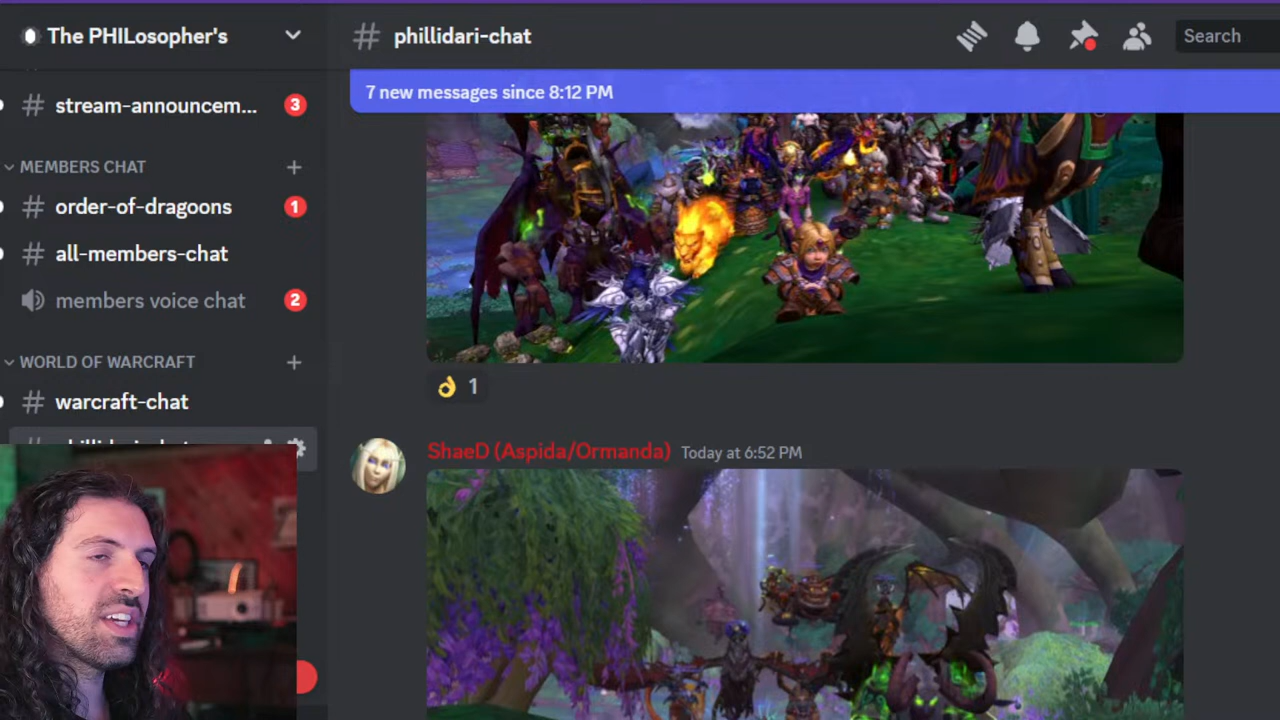 The PHILosopher's
# phillidari-chat
Search
7 new messages since 8:12 PM
# stream-announcem... 3
MEMBERS CHAT
# order-of-dragoons 1
# all-members-chat
members voice chat 2
WORLD OF WARCRAFT
# warcraft-chat
👌 1
ShaeD (Aspida/Ormanda) Today at 6:52 PM